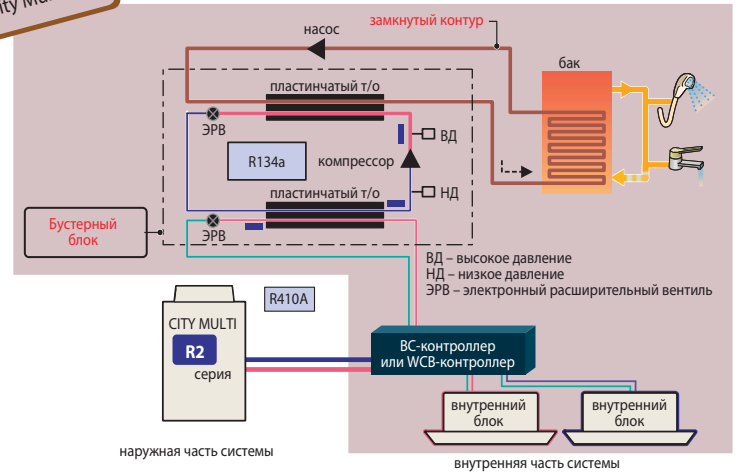 насос
замкнутый контур
бак
пластинчатый т/о
ЭРВ
ВД
R134a
компрессор
пластинчатый т/о
НД
Бустерный
блок
ЭРВ
ВД – высокое давление
НД – низкое давление
ЭРВ – электронный расширительный вентиль
R410A
CITY MULTI
R2
серия
BC-контроллер
или WCB-контроллер
внутренний
блок
внутренний
блок
наружная часть системы
внутренняя часть системы